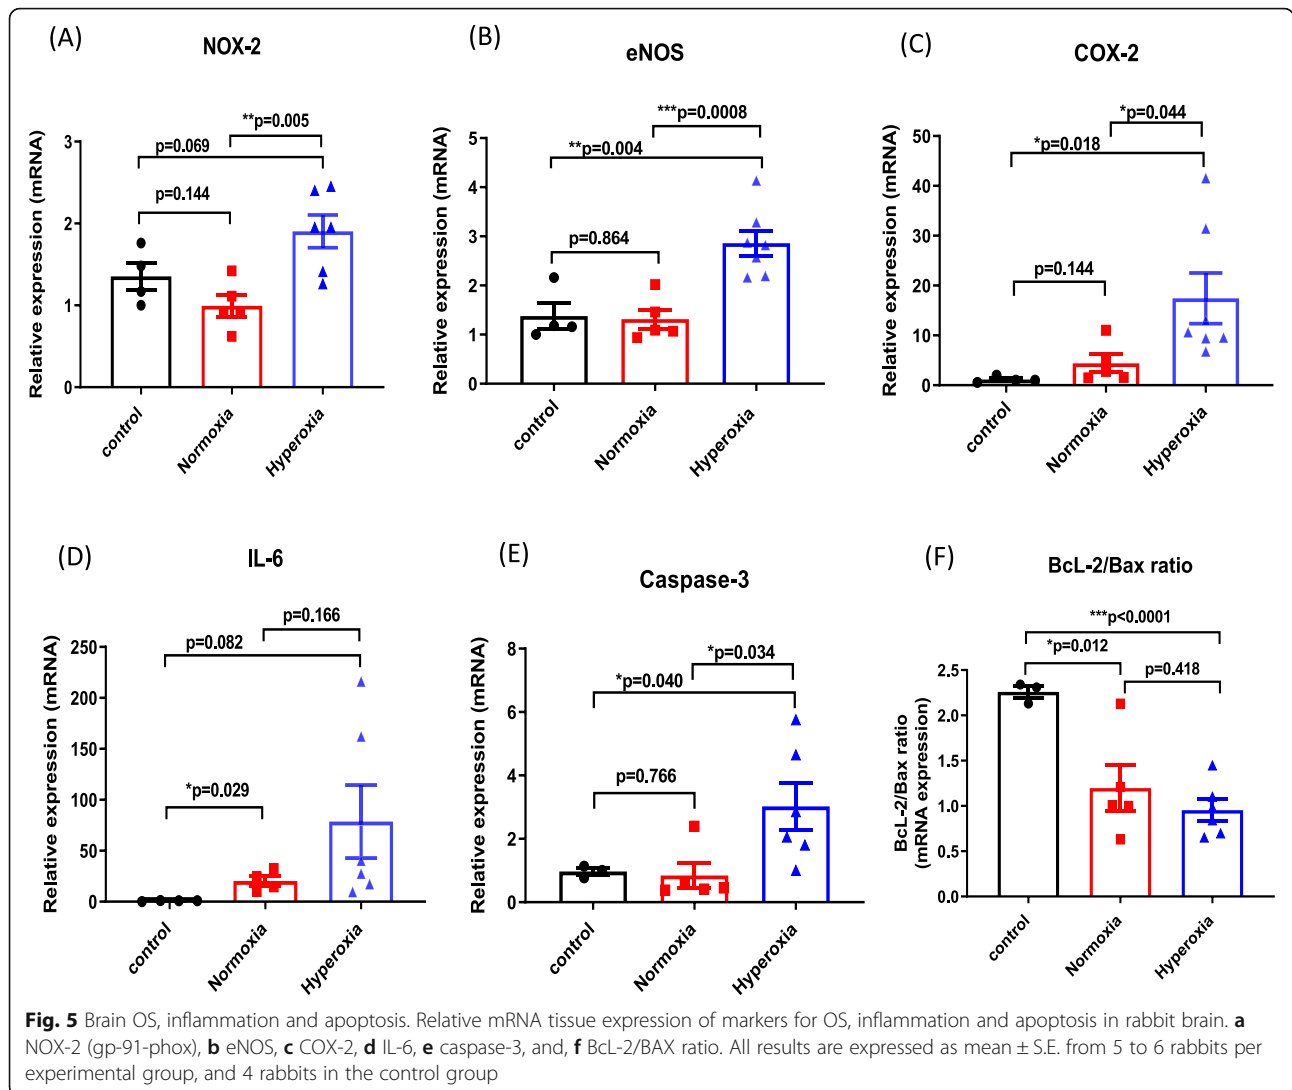 (A)
NOX-2
Relative expression (mRNA)
3
2
1
0
**p=0.005
p=0.069
p=0.144
control
Normoxia
Hyperoxia
(B)
eNOS
Relative expression (mRNA)
5
4
3
2
1
0
***p=0.0008
**p=0.004
p=0.864
control
Normoxia
Hyperoxia
(C)
COX-2
Relative expression (mRNA)
50
40
30
20
10
0
*p=0.044
*p=0.018
p=0.144
control
Normoxia
Hyperoxia
(D)
IL-6
Relative expression (mRNA)
250
200
150
100
50
0
p=0.166
p=0.082
*p=0.029
control
Normoxia
Hyperoxia
(E)
Caspase-3
Relative expression (mRNA)
8
6
4
2
0
*p=0.034
*p=0.040
p=0.766
control
Normoxia
Hyperoxia
(F)
BcL-2/Bax ratio
BcL-2/Bax ratio
(mRNA expression)
2.5
2.0
1.5
1.0
0.5
0.0
***p<0.0001
*p=0.012
p=0.418
control
Normoxia
Hyperoxia
Fig. 5 Brain OS, inflammation and apoptosis. Relative mRNA tissue expression of markers for OS, inflammation and apoptosis in rabbit brain. a
NOX-2 (gp-91-phox), b eNOS, c COX-2, d IL-6, e caspase-3, and, f BcL-2/BAX ratio. All results are expressed as mean ± S.E. from 5 to 6 rabbits per
experimental group, and 4 rabbits in the control group